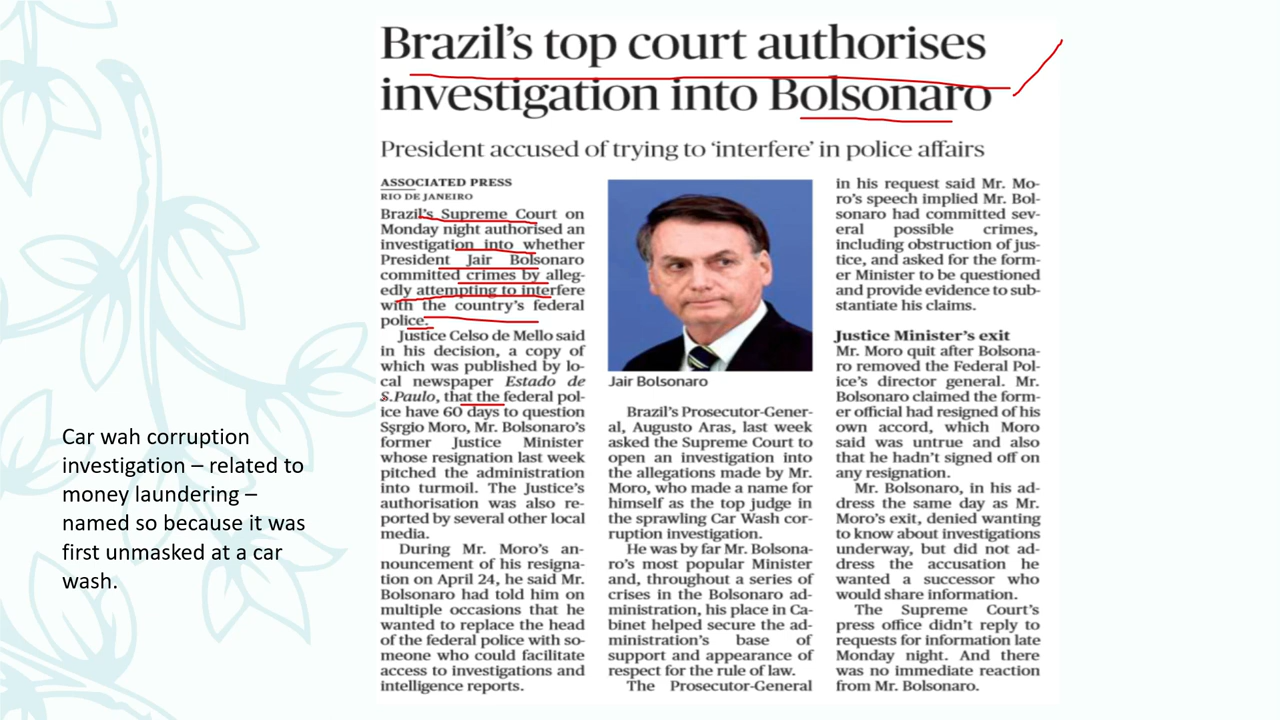 Brazil's top court authorises
investigation into Bolsonaro
President accused of trying to 'interfere' in police affairs
ASSOCIATED PRESS
RIO DE JANEIRO
Brazil's Supreme Court on
Monday night authorised an
investigation into whether
President Jair Bolsonaro
committed crimes by alleg-
edly attempting to interfere
with the country's federal
police.
Justice Celso de Mello said
in his decision, a copy of
which was published by lo-
cal newspaper Estado de
S.Paulo, that the federal pol-
ice have 60 days to question
Sşrgio Moro, Mr. Bolsonaro's
former Justice Minister
whose resignation last week
pitched the administration
into turmoil. The Justice's
authorisation was also re-
ported by several other local
media.
During Mr. Moro's an-
nouncement of his resigna-
tion on April 24, he said Mr.
Bolsonaro had told him on
multiple occasions that he
wanted to replace the head
of the federal police with so-
meone who could facilitate
access to investigations and
intelligence reports.
Jair Bolsonaro
Brazil's Prosecutor-Gener-
al, Augusto Aras, last week
asked the Supreme Court to
open an investigation into
the allegations made by Mr.
Moro, who made a name for
himself as the top judge in
the sprawling Car Wash cor-
ruption investigation.
He was by far Mr. Bolsona-
ro's most popular Minister
and, throughout a series of
crises in the Bolsonaro ad-
ministration, his place in Ca-
binet helped secure the ad-
ministration's base of
support and appearance of
respect for the rule of law.
The Prosecutor-General
in his request said Mr. Mo-
ro's speech implied Mr. Bol-
sonaro had committed sev-
eral possible crimes,
including obstruction of jus-
tice, and asked for the form-
er Minister to be questioned
and provide evidence to sub-
stantiate his claims.
Justice Minister's exit
Mr. Moro quit after Bolsona-
ro removed the Federal Pol-
ice's director general. Mr.
Bolsonaro claimed the form-
er official had resigned of his
own accord, which Moro
said was untrue and also
that he hadn't signed off on
any resignation.
Mr. Bolsonaro, in his ad-
dress the same day as Mr.
Moro's exit, denied wanting
to know about investigations
underway, but did not ad-
dress the accusation he
wanted a successor who
would share information.
The Supreme Court's
press office didn't reply to
requests for information late
Monday night. And there
was no immediate reaction
from Mr. Bolsonaro.
Car wah corruption
investigation – related to
money laundering –
named so because it was
first unmasked at a car
wash.